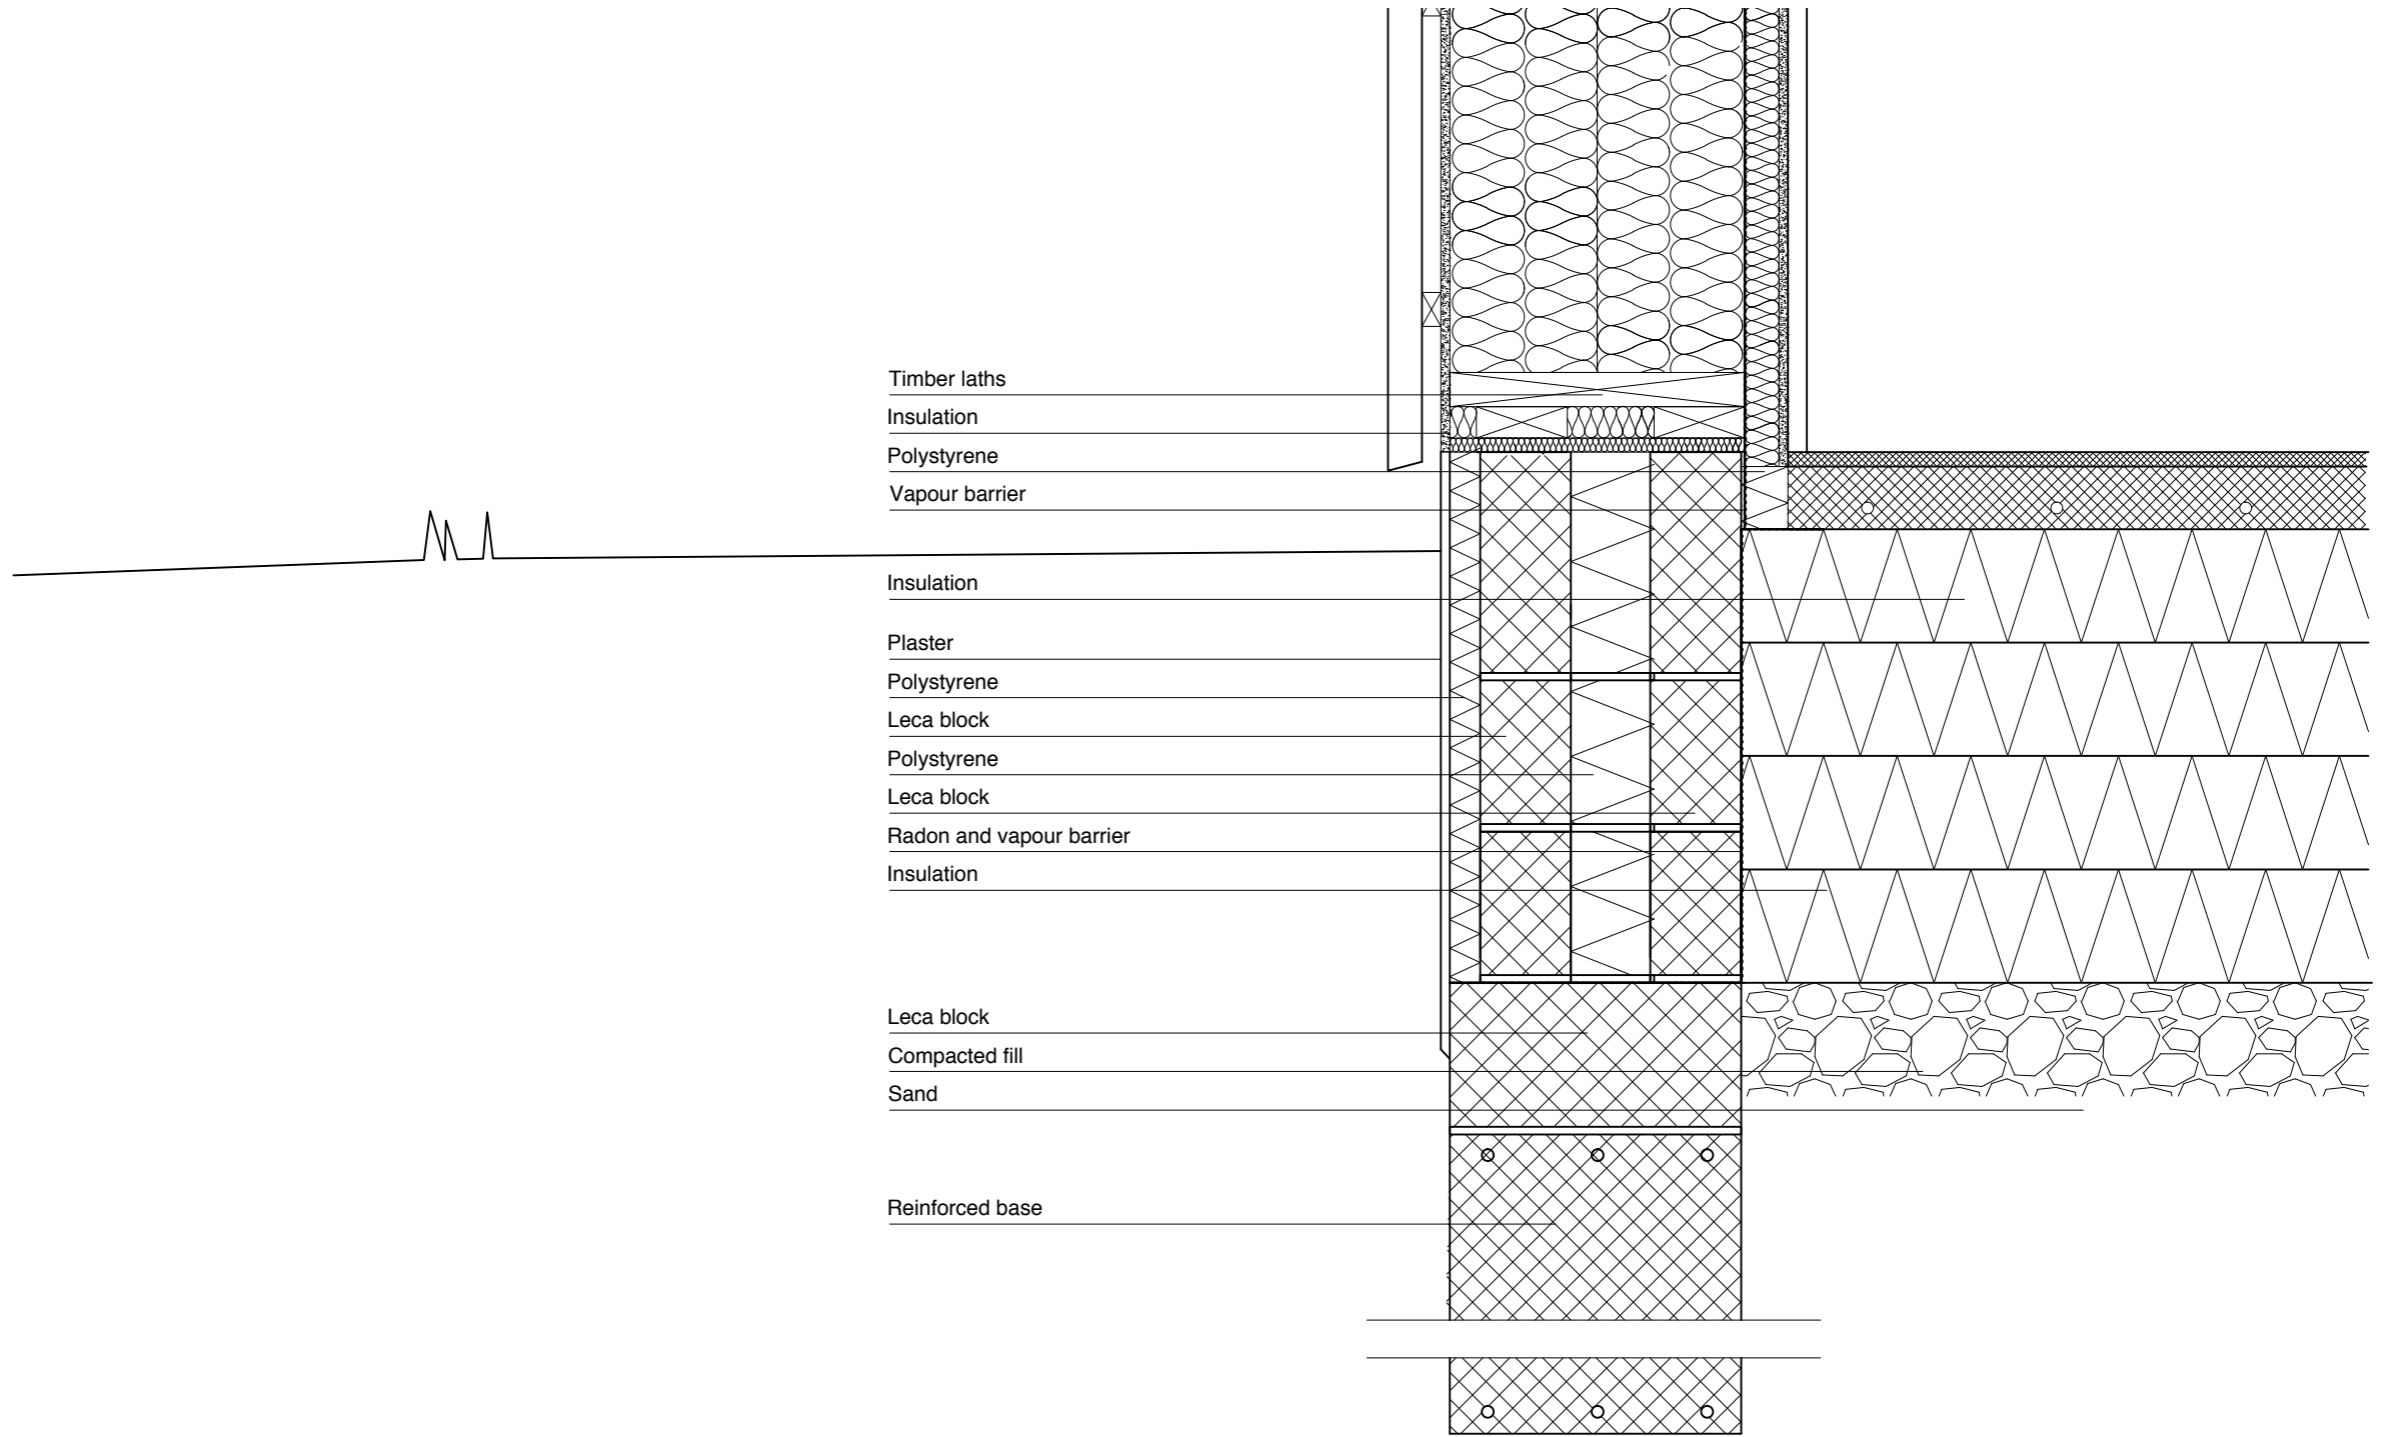 Timber laths
Insulation
Polystyrene
Vapour barrier
Insulation
Plaster
Polystyrene
Leca block
Polystyrene
Leca block
Radon and vapour barrier
Insulation
Leca block
Compacted fill
Sand
Reinforced base